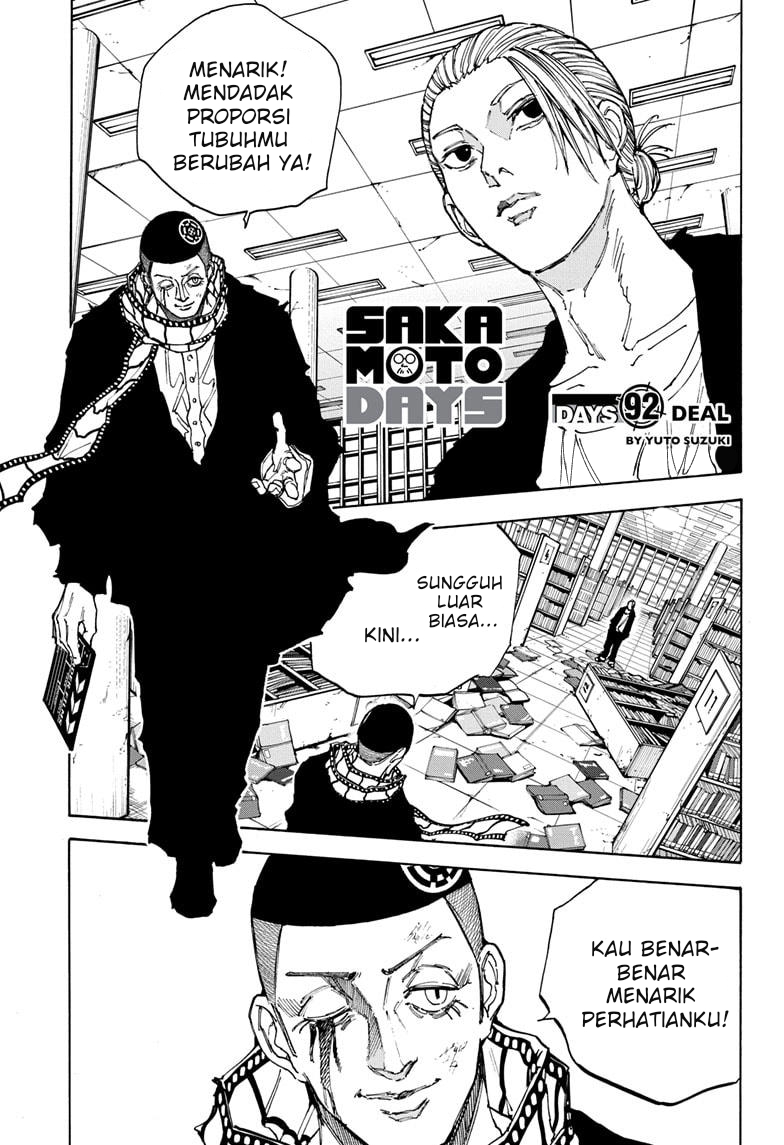 MENARIK!
MENDADAK
PROPORSI
TUBUHMU
BERUBAH YA!
SAKA
MOTO
DAYS
DAYS 92 DEAL
BY YUTO SUZUKI
SUNGGUH
LUAR
BIASA...
KINI...
KAU BENAR-
BENAR
MENARIK
PERHATIANKU!